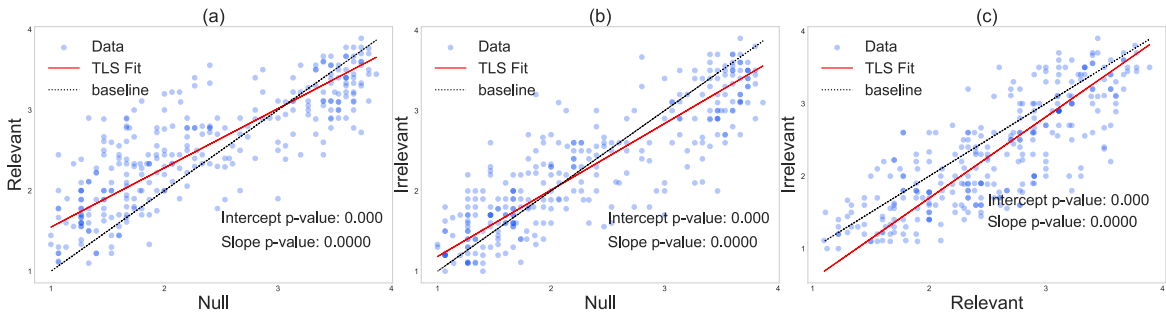 (a)
Data
TLS Fit
baseline
Relevant
4
3
2
1
Intercept p-value: 0.000
Slope p-value: 0.0000
1
2
3
4
Null
(b)
Data
TLS Fit
baseline
Irrelevant
4
3
2
1
Intercept p-value: 0.000
Slope p-value: 0.0000
1
2
3
4
Null
(c)
Data
TLS Fit
baseline
Irrelevant
4
3
2
1
Intercept p-value: 0.000
Slope p-value: 0.0000
1
2
3
4
Relevant